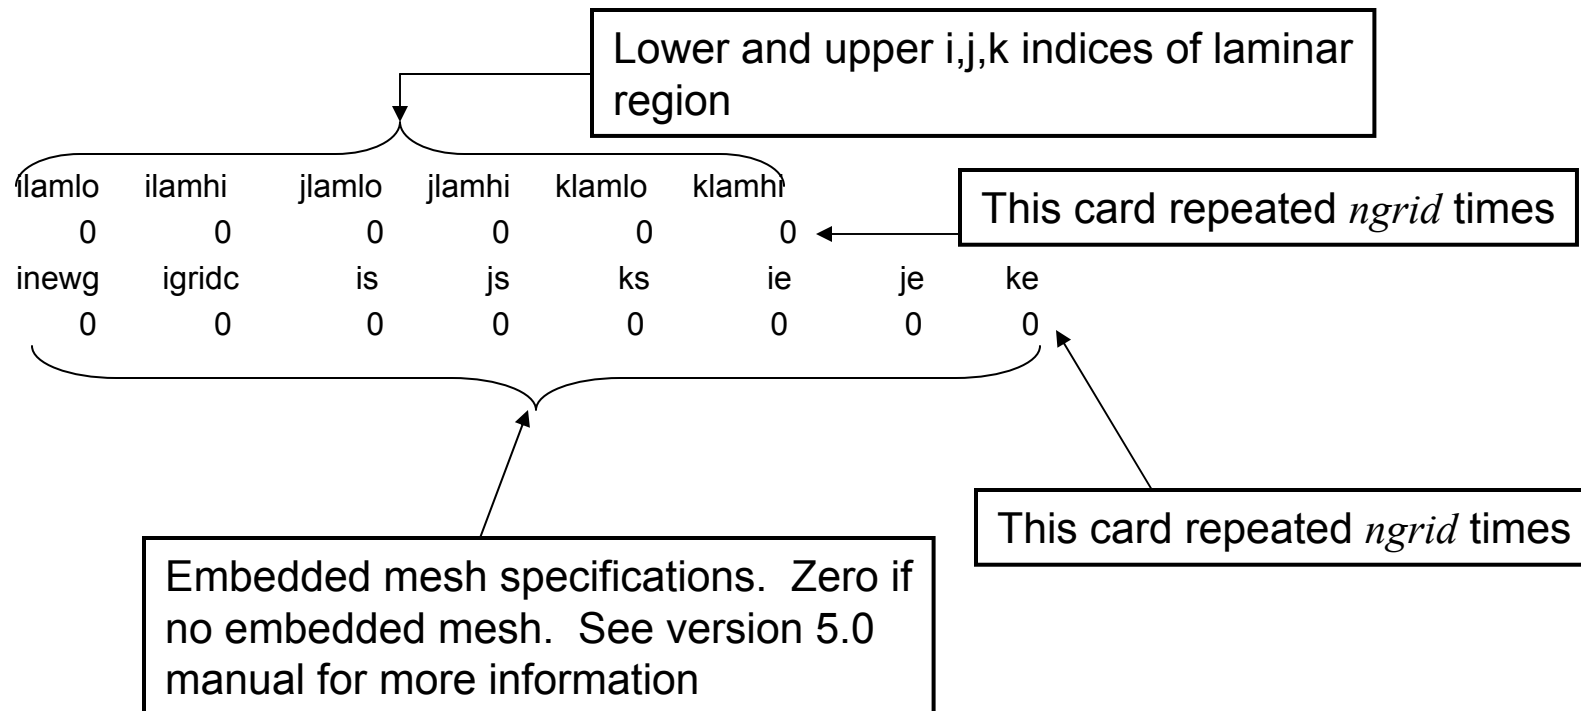 Lower and upper i,j,k indices of laminar
region
ilamlo ilamhi jlamlo jlamhi klamlo klamhi
0 0 0 0 0 0
This card repeated ngrid times
inewg igridc is js ks ie je ke
0 0 0 0 0 0 0 0
This card repeated ngrid times
Embedded mesh specifications. Zero if
no embedded mesh. See version 5.0
manual for more information